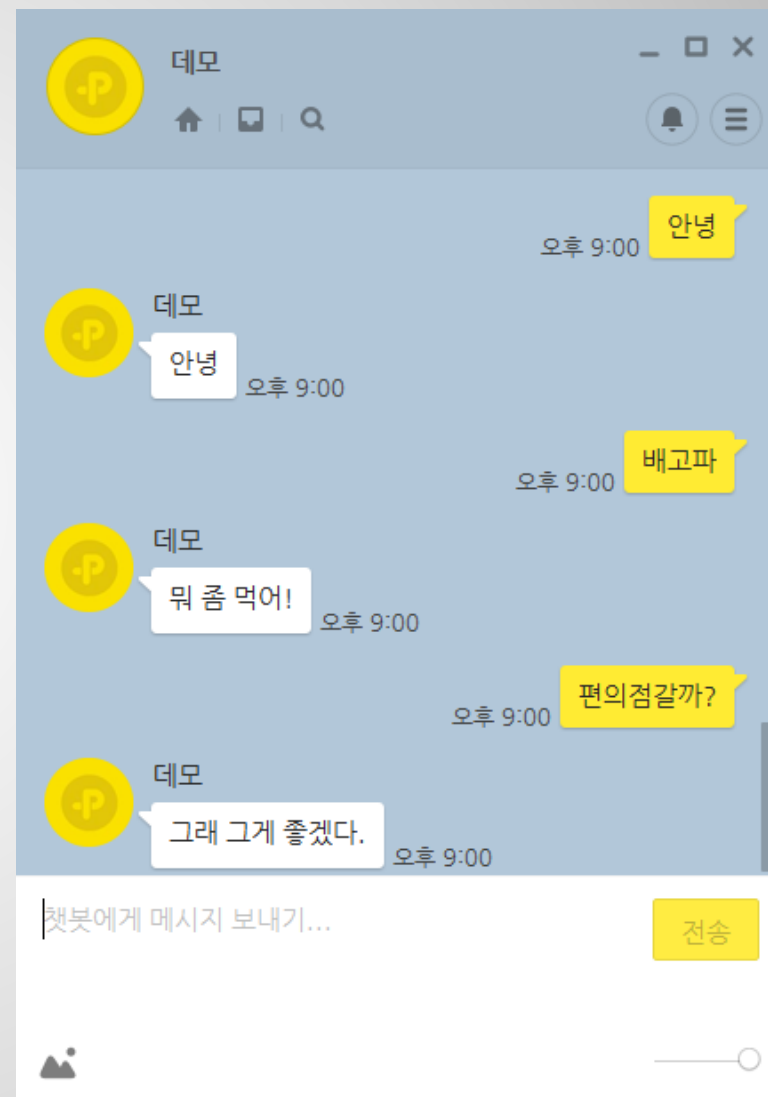 데모
안녕
오후 9:00
데모
안녕
오후 9:00
배고파
오후 9:00
데모
뭐 좀 먹어!
오후 9:00
편의점갈까?
오후 9:00
데모
그래 그게 좋겠다.
오후 9:00
챗봇에게 메시지 보내기...
전송